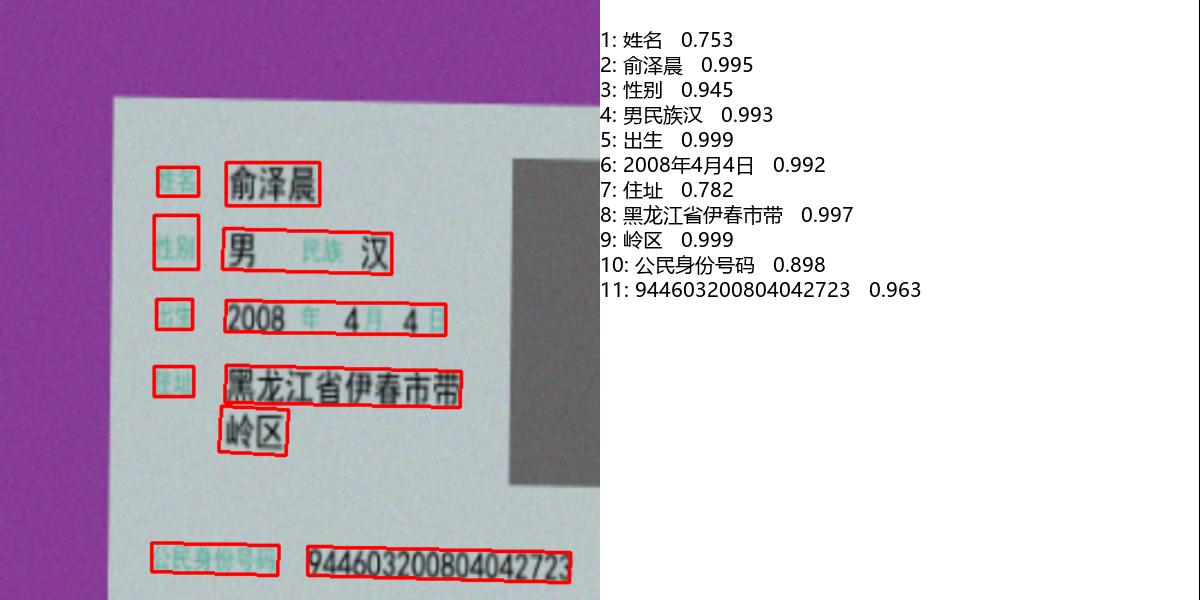 姓名 俞泽晨
性别 男 民族 汉
出生 2008 年 4 月 4 日
住址 黑龙江省伊春市带
岭区
公民身份号码 944603200804042723
1: 姓名 0.753
2: 俞泽晨 0.995
3: 性别 0.945
4: 男民族汉 0.993
5: 出生 0.999
6: 2008年4月4日 0.992
7: 住址 0.782
8: 黑龙江省伊春市带 0.997
9: 岭区 0.999
10: 公民身份号码 0.898
11: 944603200804042723 0.963